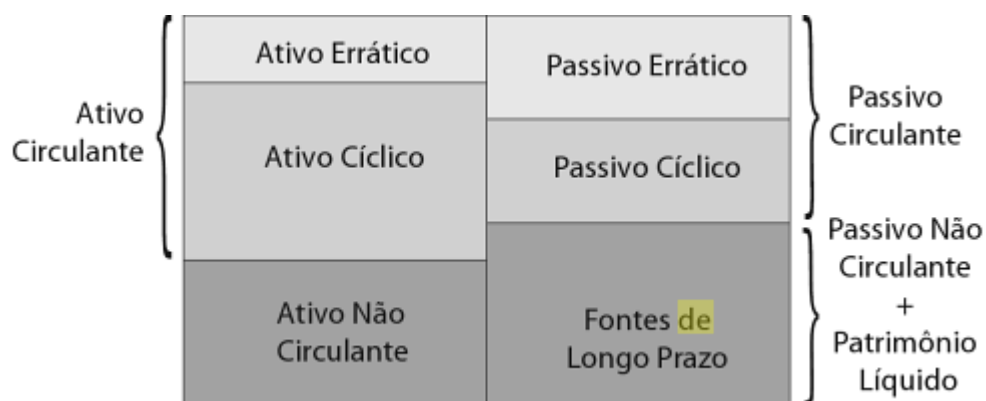 Ativo
Circulante
Ativo Errático
Ativo Cíclico
Ativo Não
Circulante
Passivo Errático
Passivo Cíclico
Fontes de
Longo Prazo
Passivo
Circulante
Passivo Não
Circulante
+
Patrimônio
Líquido